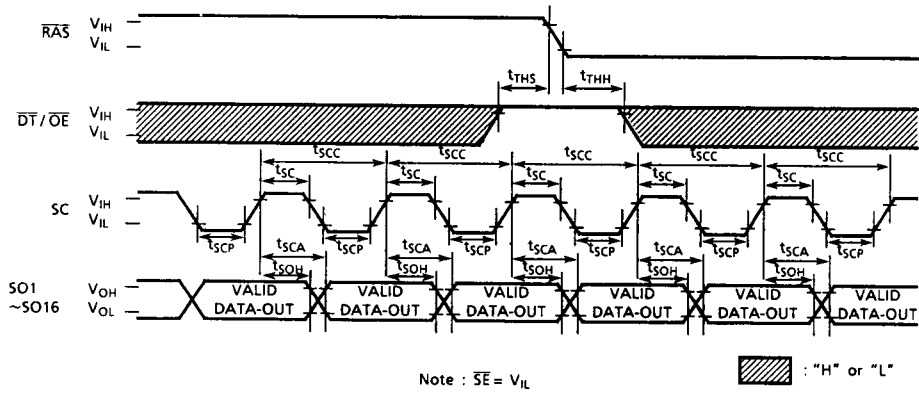 RAS VIH
VIL
tTHS tTHH
DT / OE VIH
VIL
tSCC tSCC tSCC tSCC tSCC
tSC tSC tSC tSC tSC
SC VIH
VIL
tSCP tSCP tSCP tSCP tSCP tSCP
tSCA tSCA tSCA tSCA tSCA
tSOH tSOH tSOH tSOH tSOH
SO1 VOH VALID VALID VALID VALID VALID VALID
~SO16 VOL DATA-OUT DATA-OUT DATA-OUT DATA-OUT DATA-OUT DATA-OUT
Note : SE = VIL
: "H" or "L"